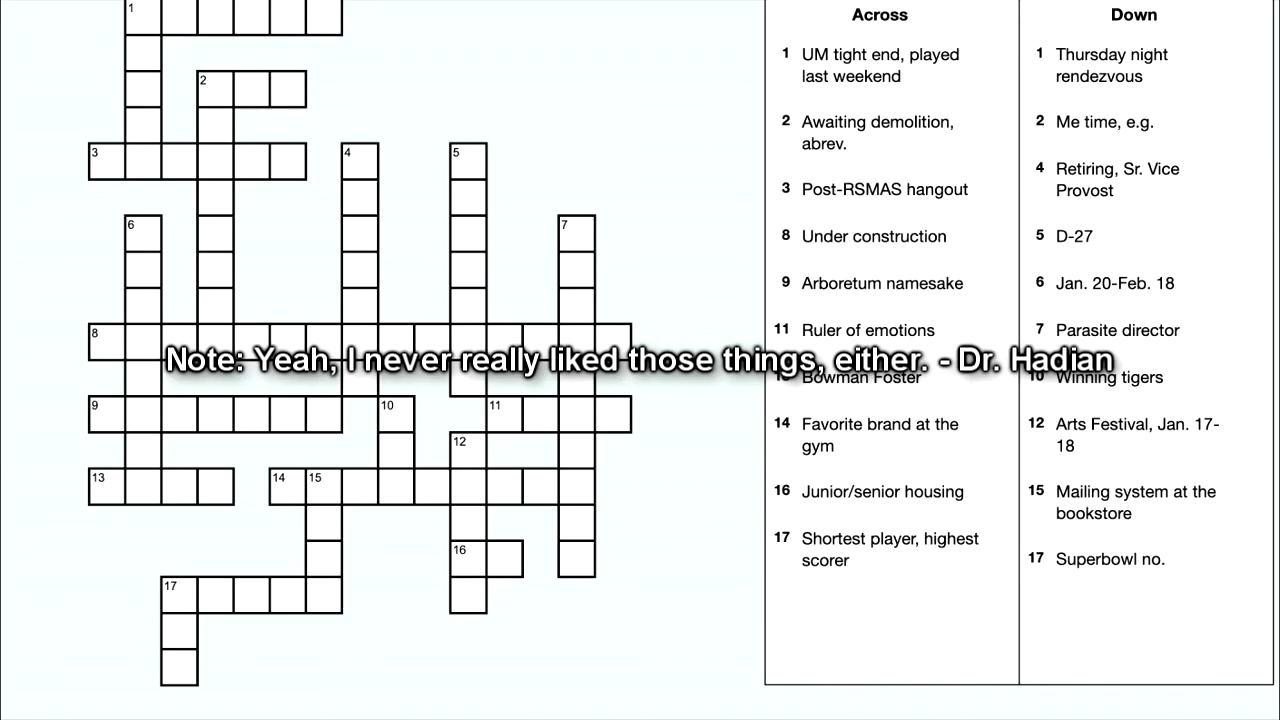 1
2
3
4
5
6
7
8
9
10
11
12
13
14
15
16
17
Across
1 UM tight end, played
last weekend
2 Awaiting demolition,
abrev.
3 Post-RSMAS hangout
8 Under construction
9 Arboretum namesake
11 Ruler of emotions
13 Bowman Foster
14 Favorite brand at the
gym
16 Junior/senior housing
17 Shortest player, highest
scorer
Down
1 Thursday night
rendezvous
2 Me time, e.g.
4 Retiring, Sr. Vice
Provost
5 D-27
6 Jan. 20-Feb. 18
7 Parasite director
10 Winning tigers
12 Arts Festival, Jan. 17-
18
15 Mailing system at the
bookstore
17 Superbowl no.
Note: Yeah, I never really liked those things, either. - Dr. Hadian